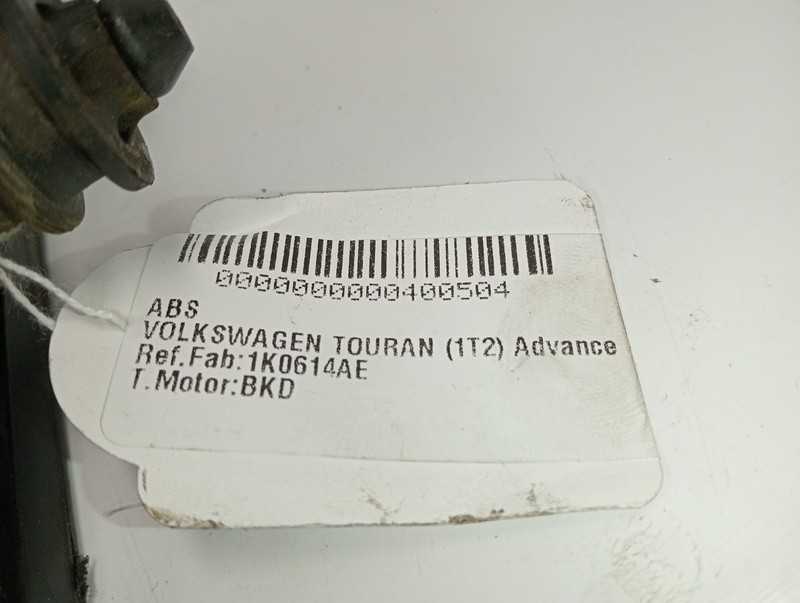 0000000000400504
ABS
VOLKSWAGEN TOURAN (1T2) Advance
Ref.Fab:1K0614AE
T.Motor:BKD